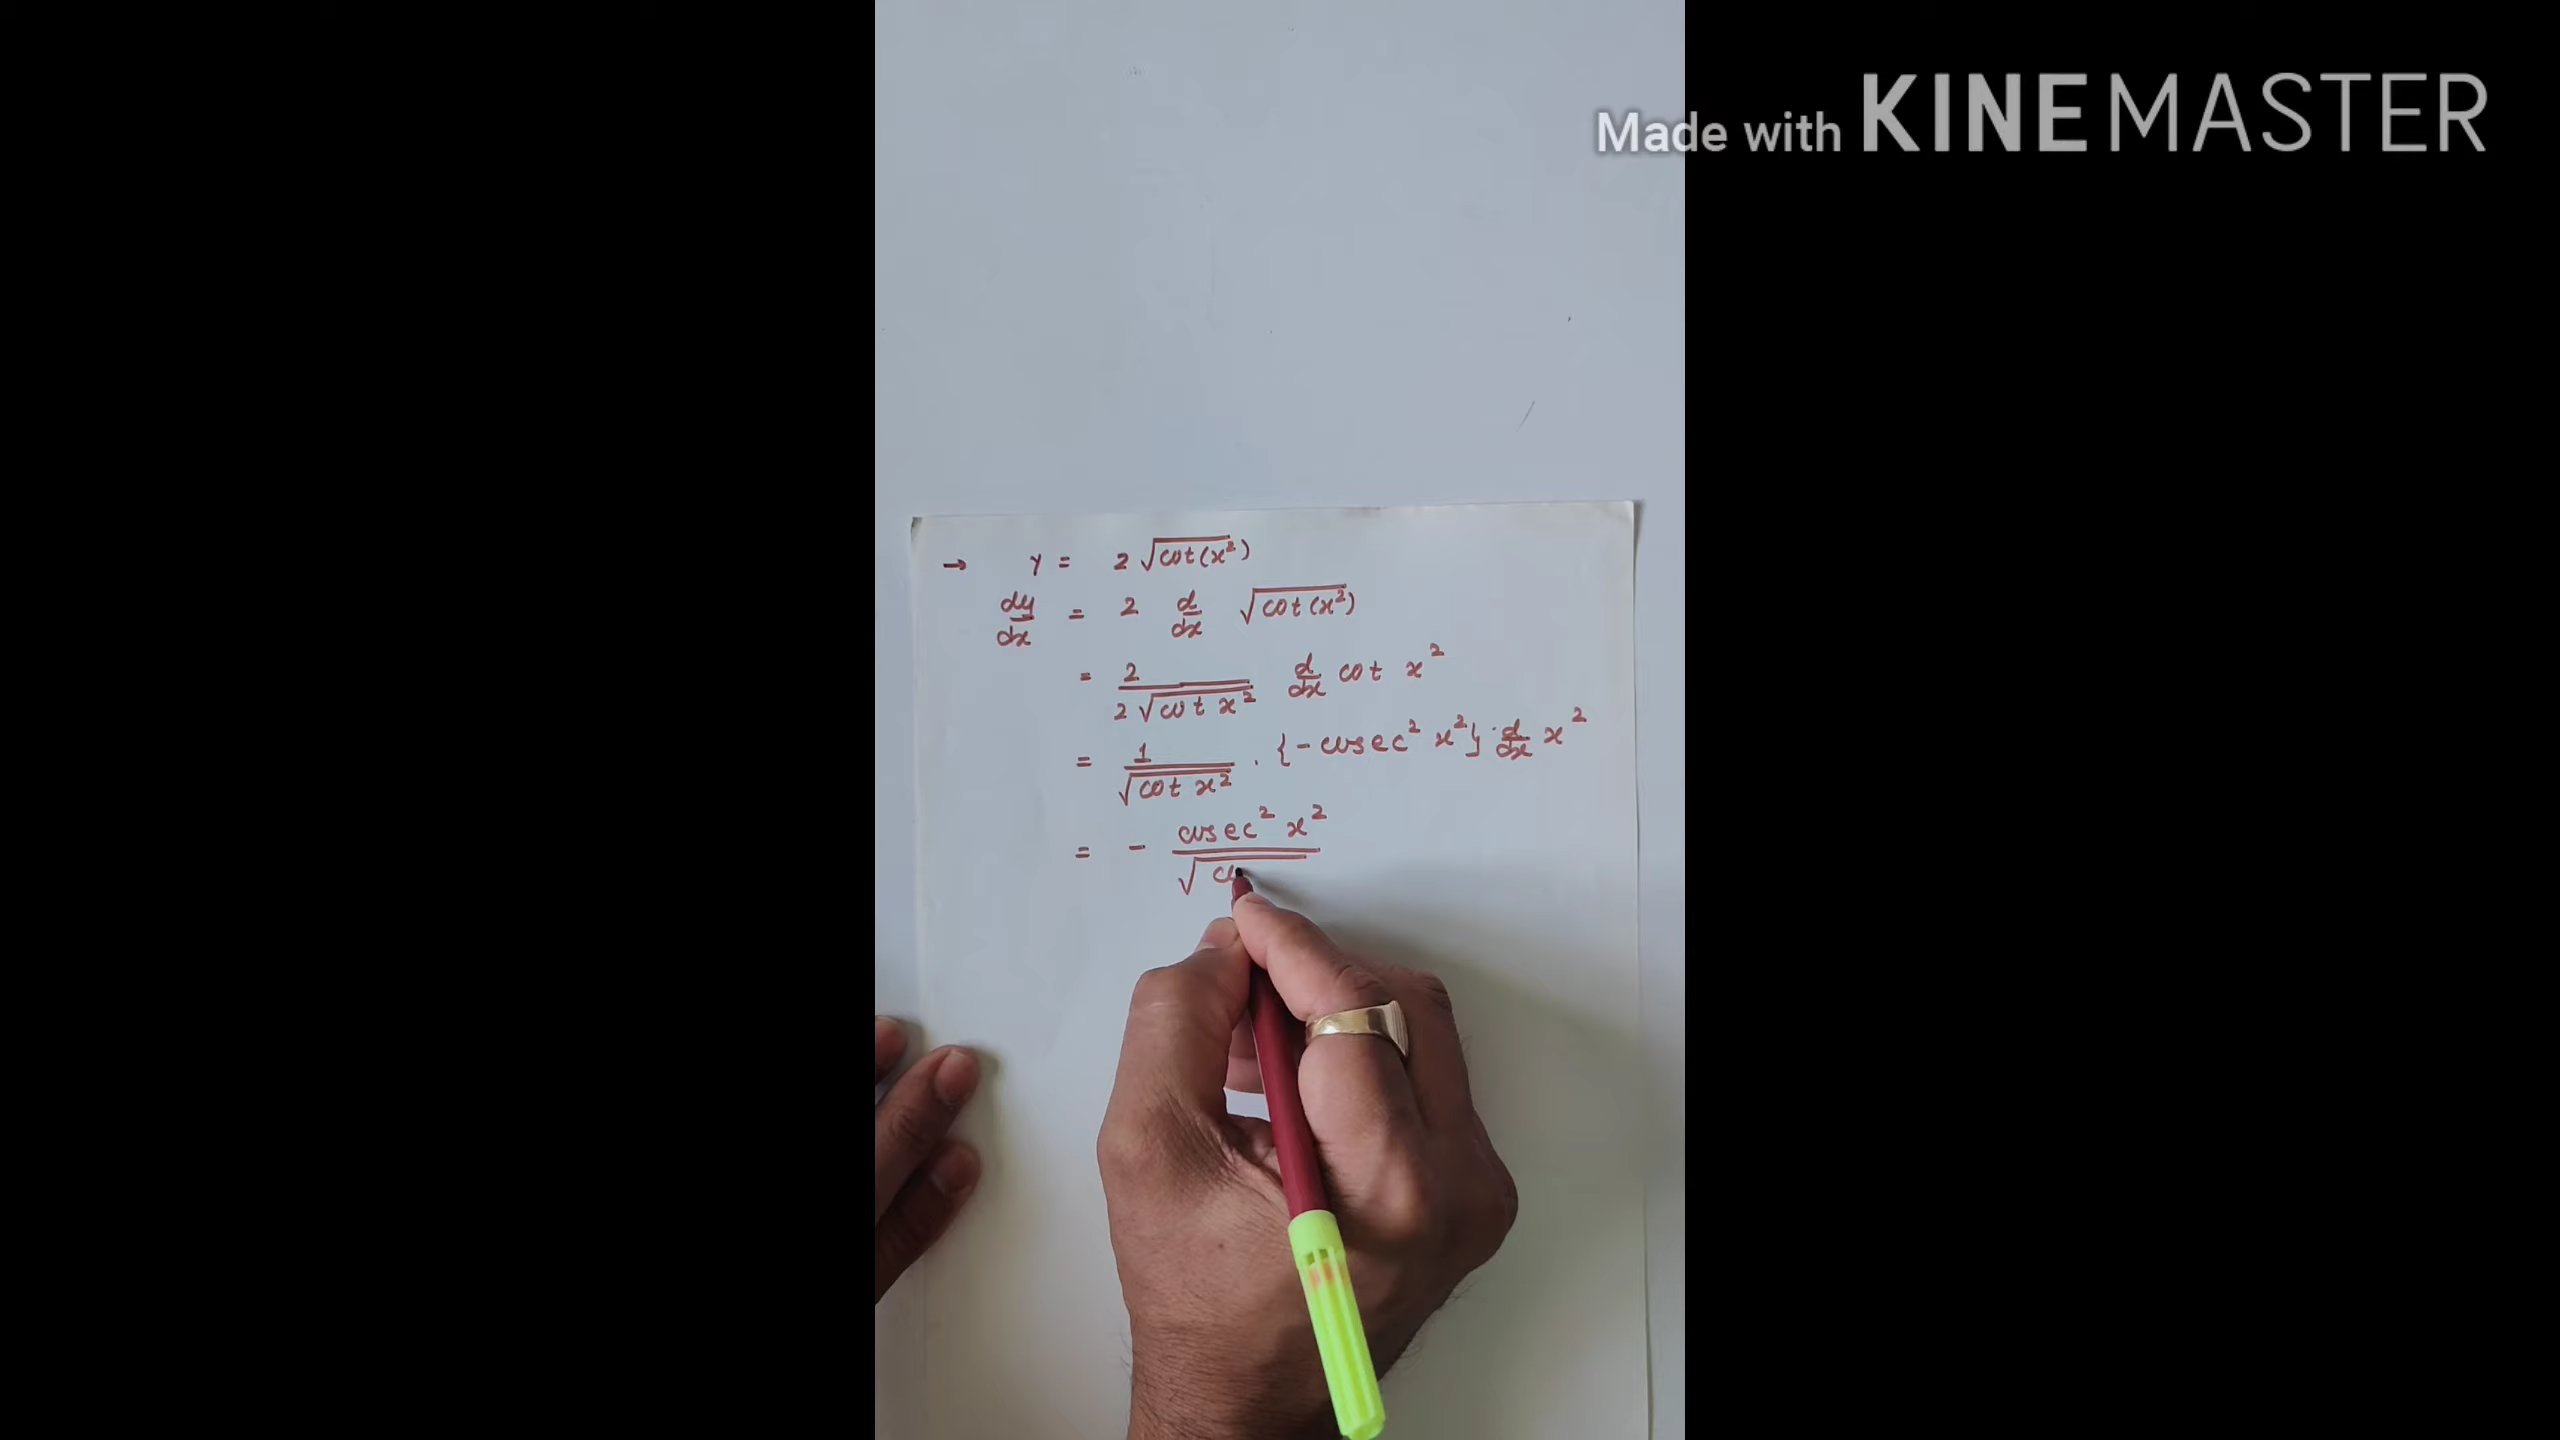 Made with KINEMASTER
→ y = 2 √cot(x²)
dy/dx = 2 d/dx √cot(x²)
= 2/2√cot x² d/dx cot x²
= 1/√cot x² . {-cosec² x²} . d/dx x²
= - cosec² x²/√co